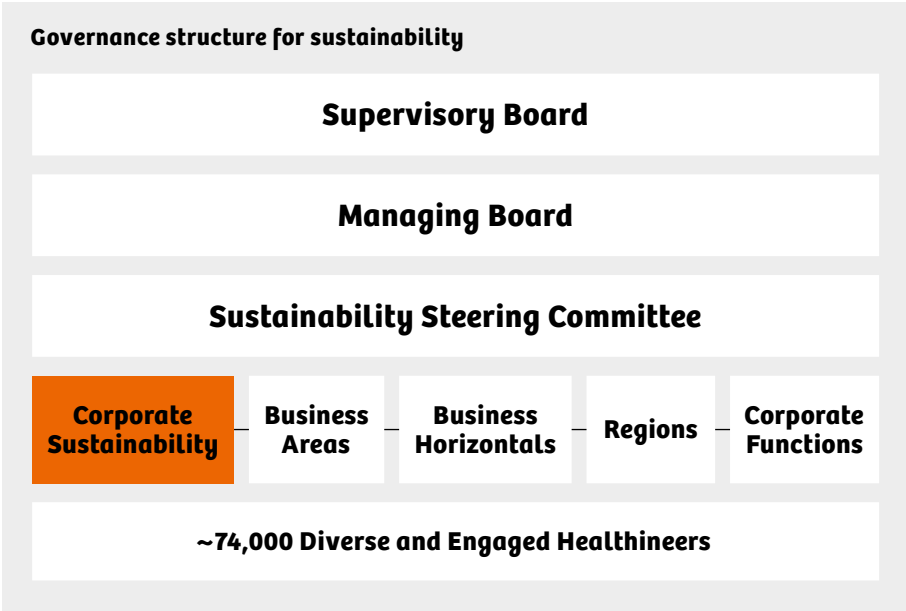 Governance structure for sustainability
Supervisory Board
Managing Board
Sustainability Steering Committee
Corporate
Sustainability
Business
Areas
Business
Horizontals
Regions
Corporate
Functions
~74,000 Diverse and Engaged Healthineers